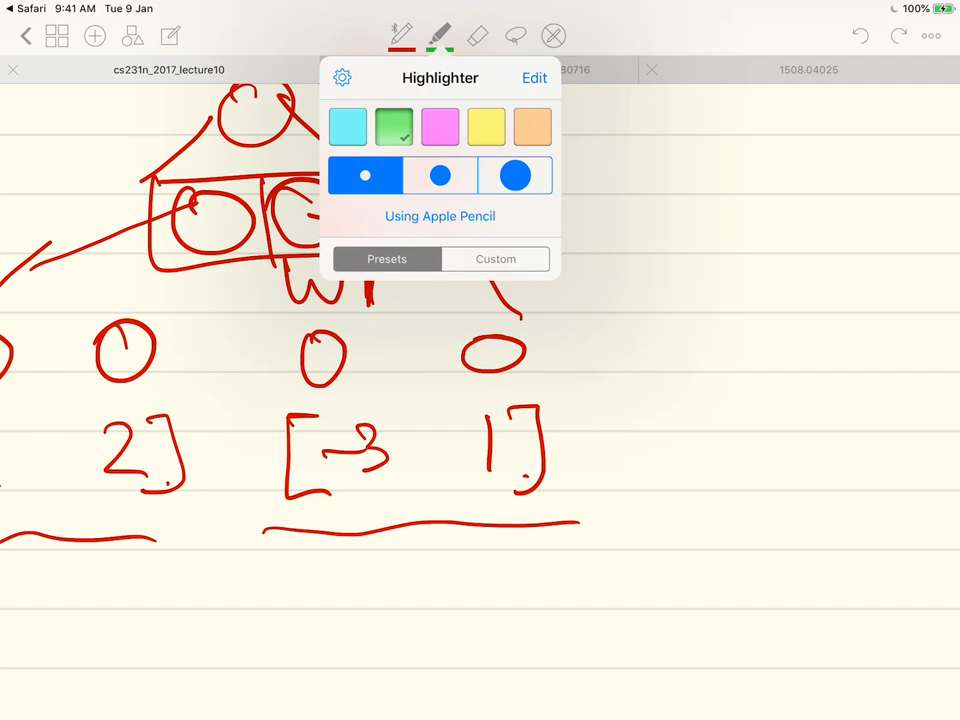 Safari 9:41 AM Tue 9 Jan 100%
cs231n_2017_lecture10 80716 1508.04025
Highlighter Edit
Using Apple Pencil
Presets Custom
2] [-3 1]